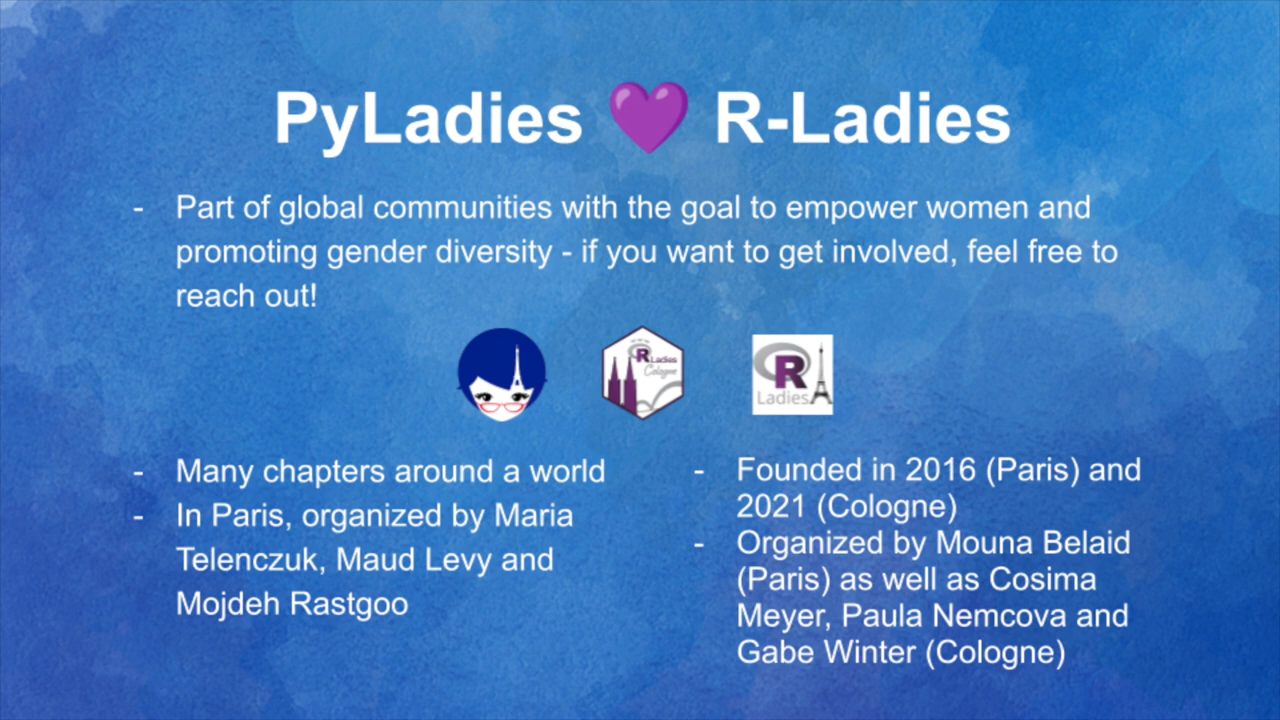 PyLadies 💜 R-Ladies
- Part of global communities with the goal to empower women and
promoting gender diversity - if you want to get involved, feel free to
reach out!
R Ladies
Cologne
R
Ladies
- Many chapters around a world
- In Paris, organized by Maria
Telenczuk, Maud Levy and
Mojdeh Rastgoo
- Founded in 2016 (Paris) and
2021 (Cologne)
- Organized by Mouna Belaid
(Paris) as well as Cosima
Meyer, Paula Nemcova and
Gabe Winter (Cologne)